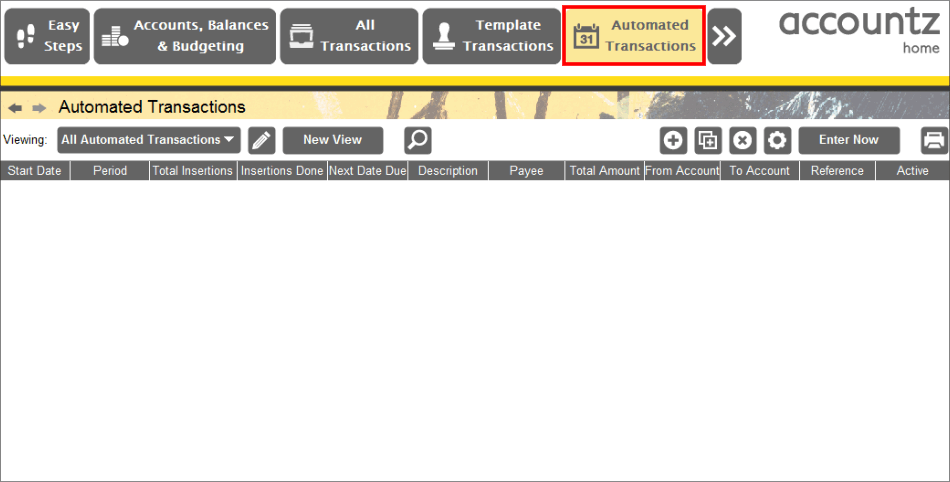 Easy
Steps
Accounts, Balances
& Budgeting
All
Transactions
Template
Transactions
31
Automated
Transactions
accountz
home
Automated Transactions
Viewing: All Automated Transactions New View Enter Now
Start Date Period Total Insertions Insertions Done Next Date Due Description Payee Total Amount From Account To Account Reference Active